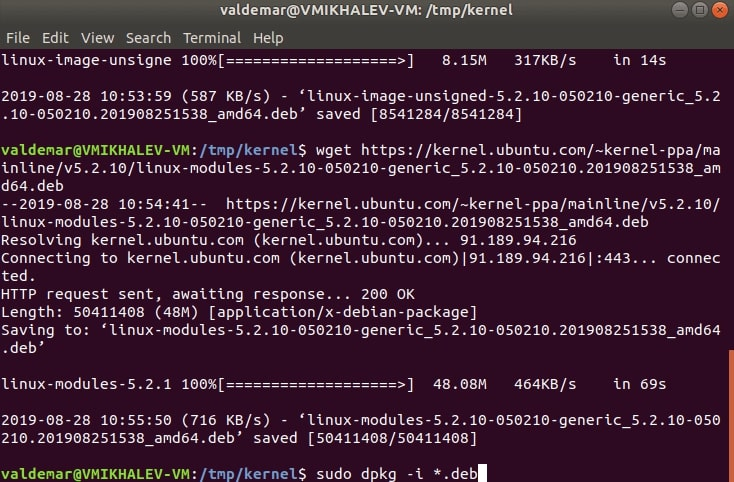 valdemar@VMIKHALEV-VM: /tmp/kernel
File Edit View Search Terminal Help
linux-image-unsigne 100%[===================>]   8.15M   317KB/s    in 14s
2019-08-28 10:53:59 (587 KB/s) - ‘linux-image-unsigned-5.2.10-050210-generic_5.2
.10-050210.201908251538_amd64.deb’ saved [8541284/8541284]
valdemar@VMIKHALEV-VM:/tmp/kernel$ wget https://kernel.ubuntu.com/~kernel-ppa/ma
inline/v5.2.10/linux-modules-5.2.10-050210-generic_5.2.10-050210.201908251538_am
d64.deb
--2019-08-28 10:54:41--  https://kernel.ubuntu.com/~kernel-ppa/mainline/v5.2.10/
linux-modules-5.2.10-050210-generic_5.2.10-050210.201908251538_amd64.deb
Resolving kernel.ubuntu.com (kernel.ubuntu.com)... 91.189.94.216
Connecting to kernel.ubuntu.com (kernel.ubuntu.com)|91.189.94.216|:443... connec
ted.
HTTP request sent, awaiting response... 200 OK
Length: 50411408 (48M) [application/x-debian-package]
Saving to: ‘linux-modules-5.2.10-050210-generic_5.2.10-050210.201908251538_amd64
.deb’
linux-modules-5.2.1 100%[===================>]  48.08M   464KB/s    in 69s
2019-08-28 10:55:50 (716 KB/s) - ‘linux-modules-5.2.10-050210-generic_5.2.10-050
210.201908251538_amd64.deb’ saved [50411408/50411408]
valdemar@VMIKHALEV-VM:/tmp/kernel$ sudo dpkg -i *.deb